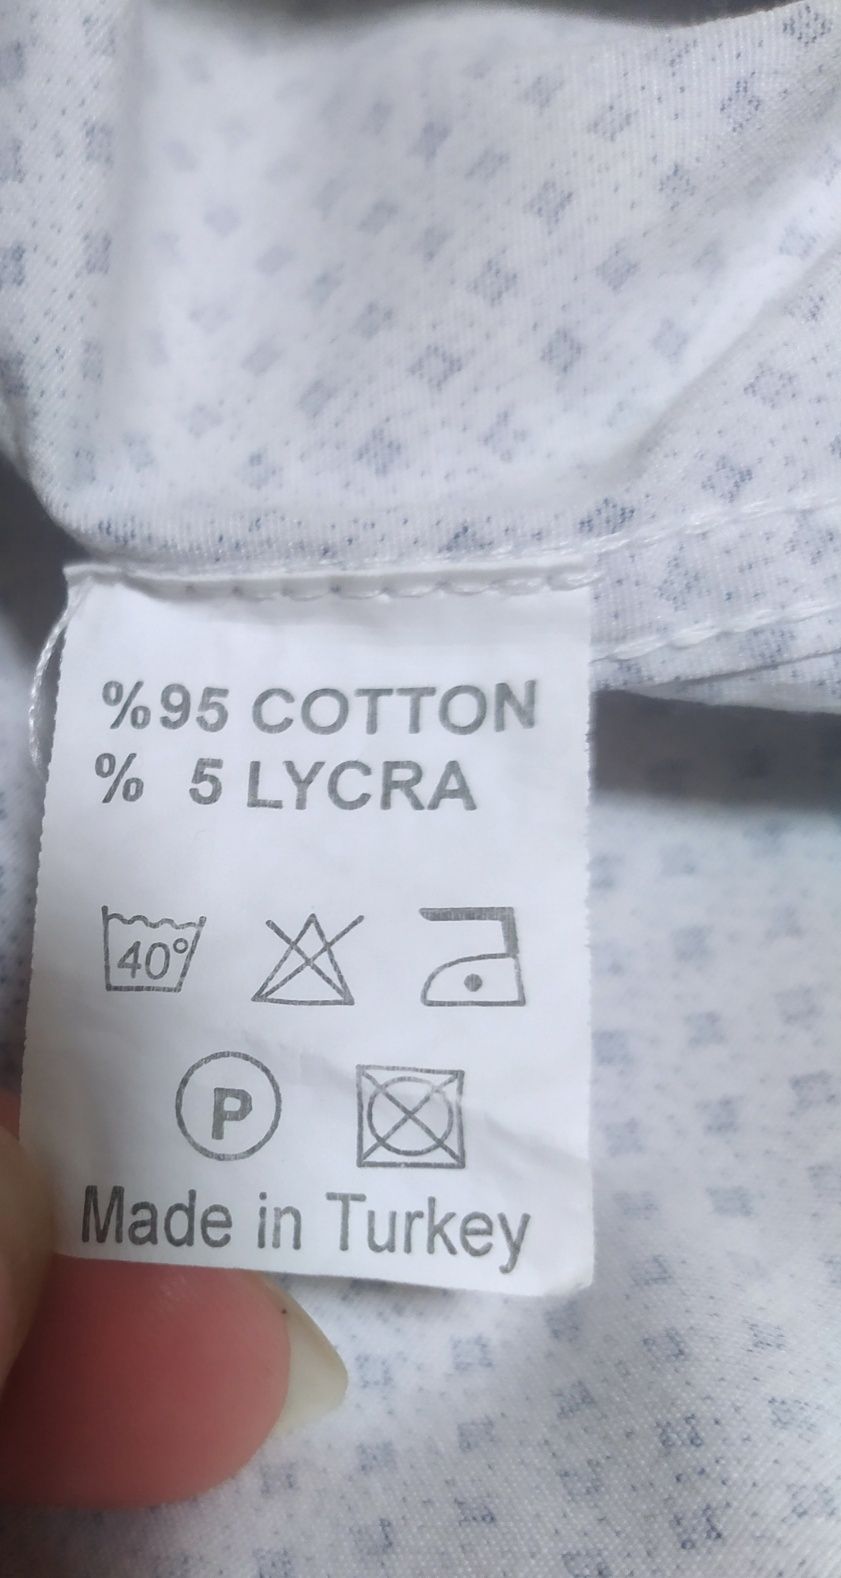 %95 COTTON
% 5 LYCRA
40°
P
Made in Turkey